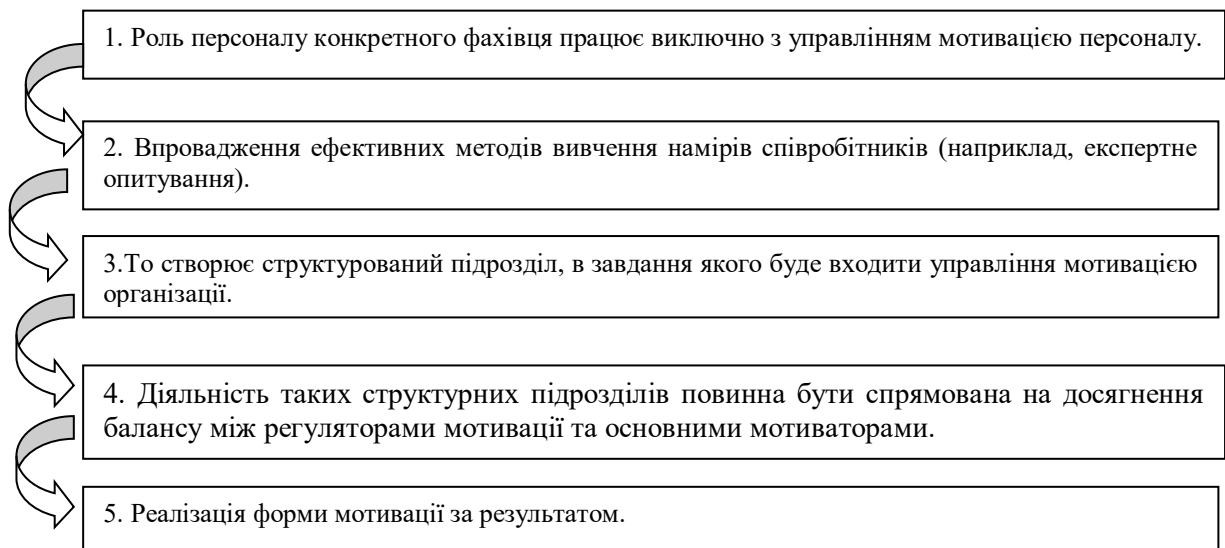 1. Роль персоналу конкретного фахівця працює виключно з управлінням мотивацією персоналу.
2. Впровадження ефективних методів вивчення намірів співробітників (наприклад, експертне
опитування).
3.То створює структурований підрозділ, в завдання якого буде входити управління мотивацією
організації.
4. Діяльність таких структурних підрозділів повинна бути спрямована на досягнення
балансу між регуляторами мотивації та основними мотиваторами.
5. Реалізація форми мотивації за результатом.